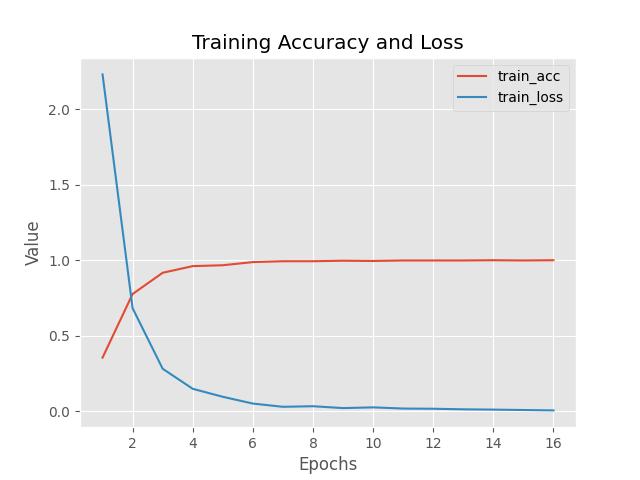 Training Accuracy and Loss
train_acc
train_loss
Value
2.0
1.5
1.0
0.5
0.0
2 4 6 8 10 12 14 16
Epochs